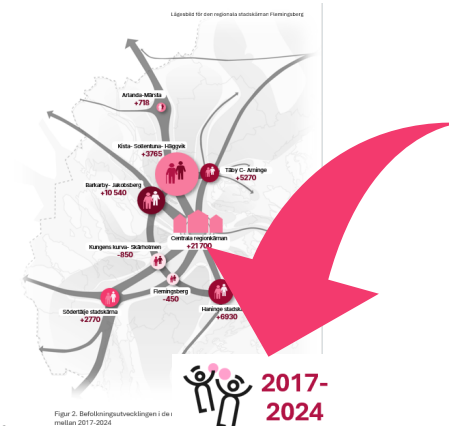 Lägesbild för den regionala stadskärnan Flemingsberg
Arlanda-Märsta
+718
Kista- Sollentuna- Häggvik
+3765
Täby C- Arninge
+5270
Barkarby- Jakobsberg
+10 540
Centrala regionkärnan
+21 700
Kungens kurva- Skärholmen
-850
Flemingsberg
-450
Haninge stadskä
+6930
Södertälje stadskärna
+2770
2017-
2024
Figur 2. Befolkningsutvecklingen i de
mellan 2017-2024